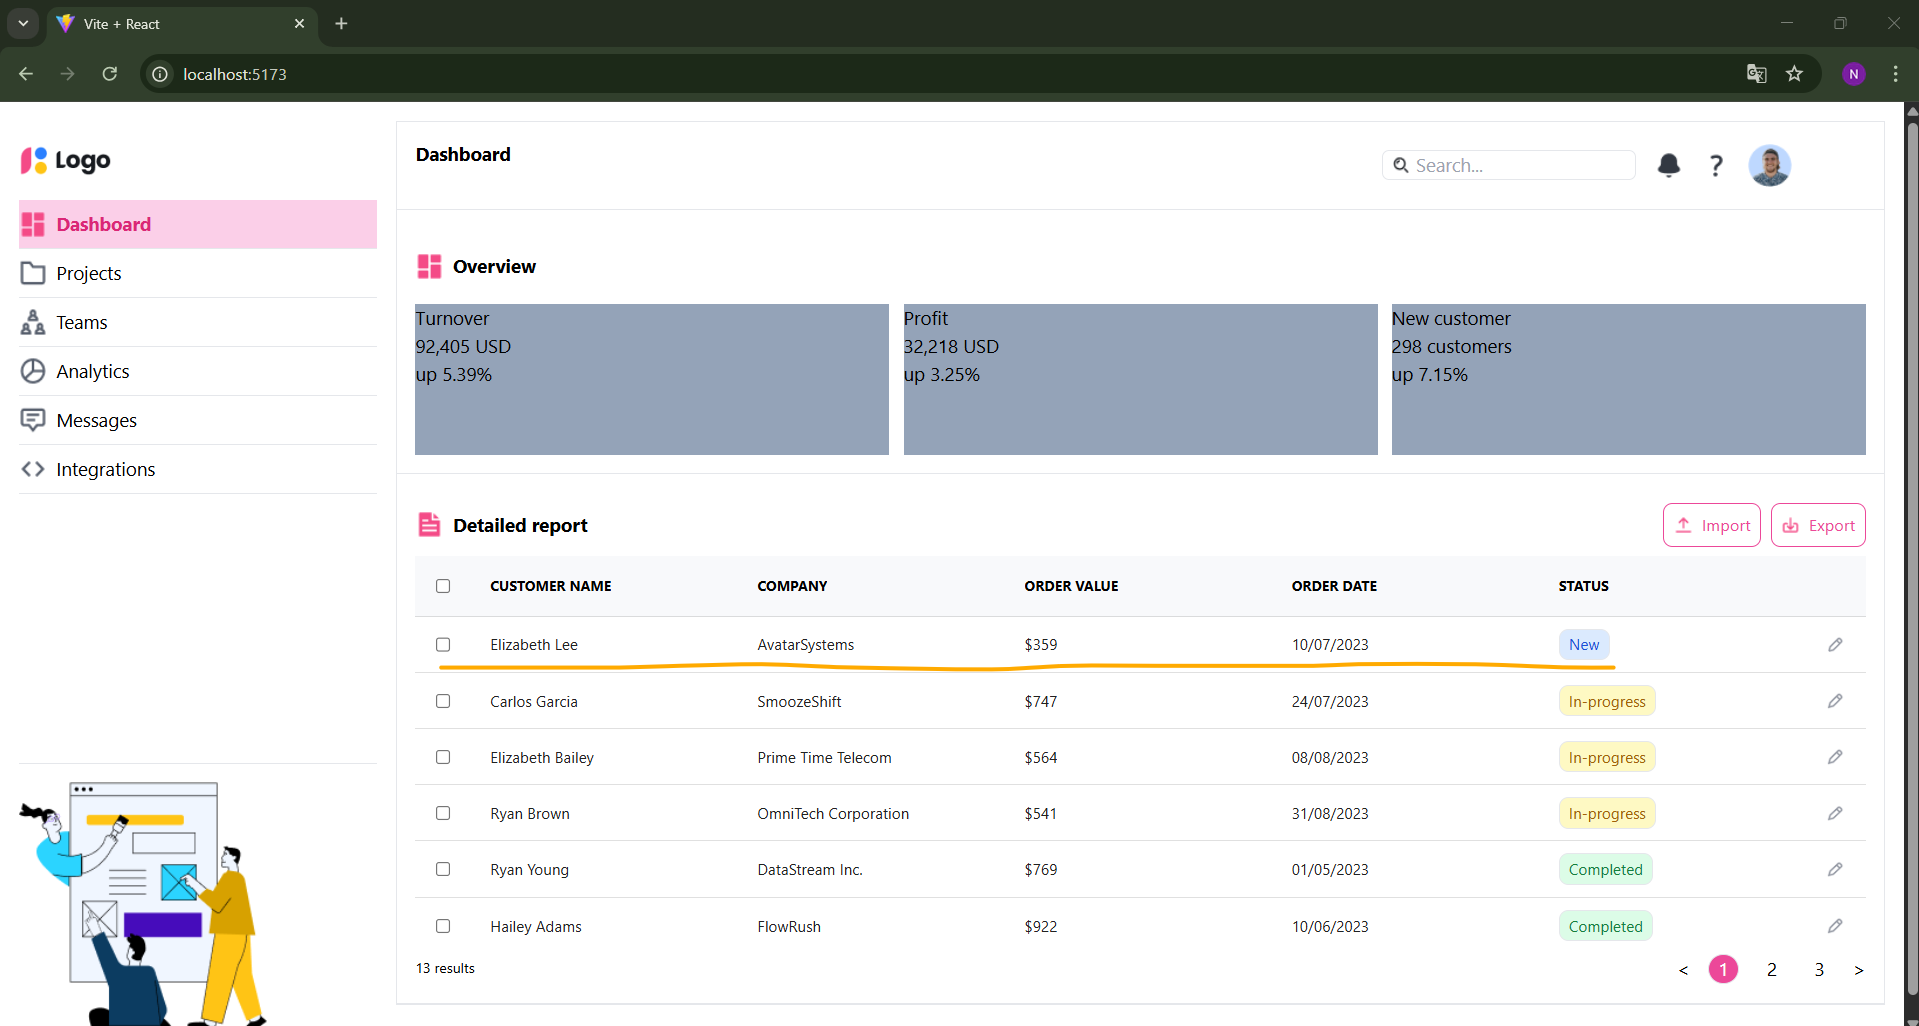 Vite + React
localhost:5173
N
Logo
Dashboard
Projects
Teams
Analytics
Messages
Integrations
Dashboard
Search...
Overview
Turnover
92,405 USD
up 5.39%
Profit
32,218 USD
up 3.25%
New customer
298 customers
up 7.15%
Detailed report
Import
Export
CUSTOMER NAME COMPANY ORDER VALUE ORDER DATE STATUS
Elizabeth Lee AvatarSystems $359 10/07/2023 New
Carlos Garcia SmoozeShift $747 24/07/2023 In-progress
Elizabeth Bailey Prime Time Telecom $564 08/08/2023 In-progress
Ryan Brown OmniTech Corporation $541 31/08/2023 In-progress
Ryan Young DataStream Inc. $769 01/05/2023 Completed
Hailey Adams FlowRush $922 10/06/2023 Completed
13 results
< 1 2 3 >